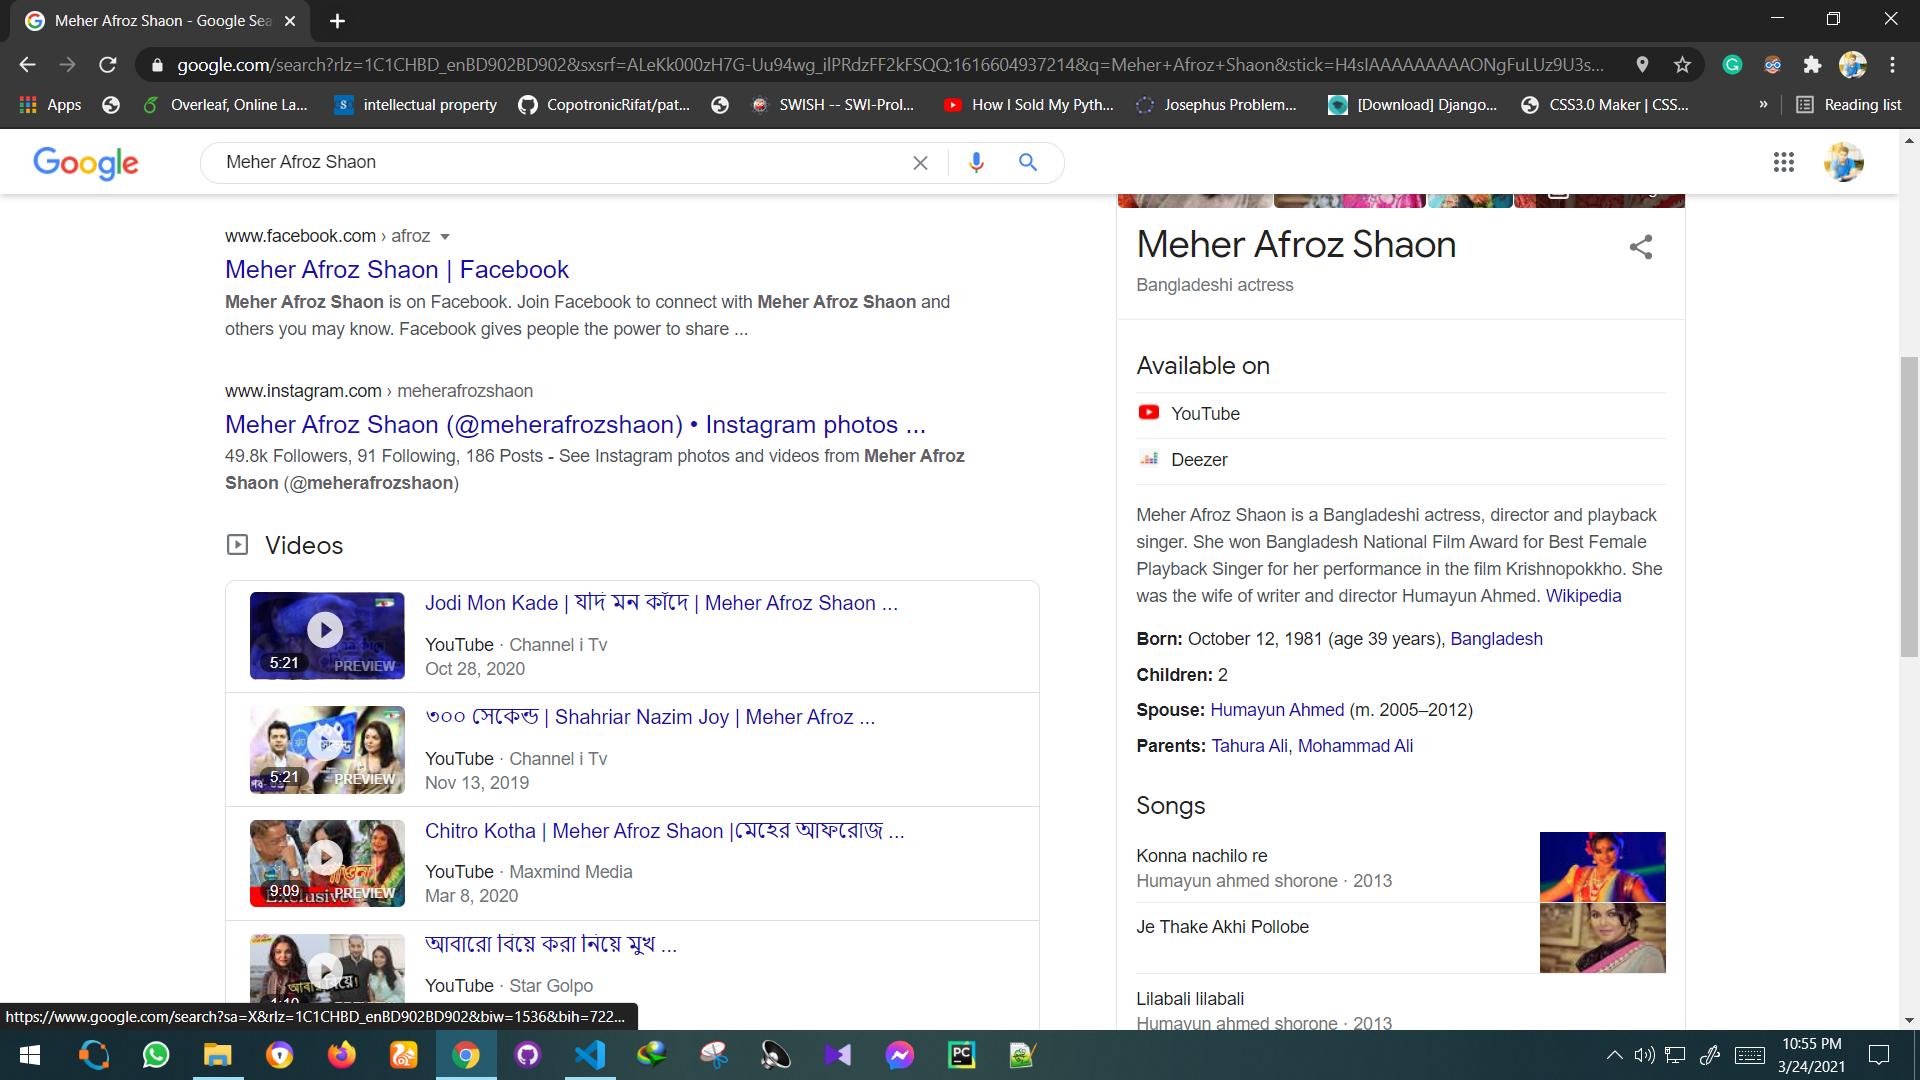 Meher Afroz Shaon - Google Sea
google.com/search?rlz=1C1CHBD_enBD902BD902&sxsrf=ALeKk000zH7G-Uu94wg_ilPRdzFF2kFSQQ:1616604937214&q=Meher+Afroz+Shaon&stick=H4sIAAAAAAAAAONgFuLUz9U3s...
Apps
Overleaf, Online La...
intellectual property
CopotronicRifat/pat...
SWISH -- SWI-Prol...
How I Sold My Pyth...
Josephus Problem...
[Download] Django...
CSS3.0 Maker | CSS...
»
Reading list
Google
Meher Afroz Shaon
www.facebook.com › afroz
Meher Afroz Shaon | Facebook
Meher Afroz Shaon is on Facebook. Join Facebook to connect with Meher Afroz Shaon and
others you may know. Facebook gives people the power to share ...
www.instagram.com › meherafrozshaon
Meher Afroz Shaon (@meherafrozshaon) • Instagram photos ...
49.8k Followers, 91 Following, 186 Posts - See Instagram photos and videos from Meher Afroz
Shaon (@meherafrozshaon)
Videos
Jodi Mon Kade | যদি মন কাঁদে | Meher Afroz Shaon ...
YouTube · Channel i Tv
Oct 28, 2020
5:21
PREVIEW
৩০০ সেকেন্ড | Shahriar Nazim Joy | Meher Afroz ...
YouTube · Channel i Tv
Nov 13, 2019
5:21
PREVIEW
Chitro Kotha | Meher Afroz Shaon |মেহের আফরোজ ...
YouTube · Maxmind Media
Mar 8, 2020
9:09
Exclusive
PREVIEW
আবারো বিয়ে করা নিয়ে মুখ ...
YouTube · Star Golpo
Meher Afroz Shaon
Bangladeshi actress
Available on
YouTube
Deezer
Meher Afroz Shaon is a Bangladeshi actress, director and playback
singer. She won Bangladesh National Film Award for Best Female
Playback Singer for her performance in the film Krishnopokkho. She
was the wife of writer and director Humayun Ahmed. Wikipedia
Born: October 12, 1981 (age 39 years), Bangladesh
Children: 2
Spouse: Humayun Ahmed (m. 2005–2012)
Parents: Tahura Ali, Mohammad Ali
Songs
Konna nachilo re
Humayun ahmed shorone · 2013
Je Thake Akhi Pollobe
Lilabali lilabali
Humayun ahmed shorone · 2013
https://www.google.com/search?sa=X&rlz=1C1CHBD_enBD902BD902&biw=1536&bih=722...
10:55 PM
3/24/2021